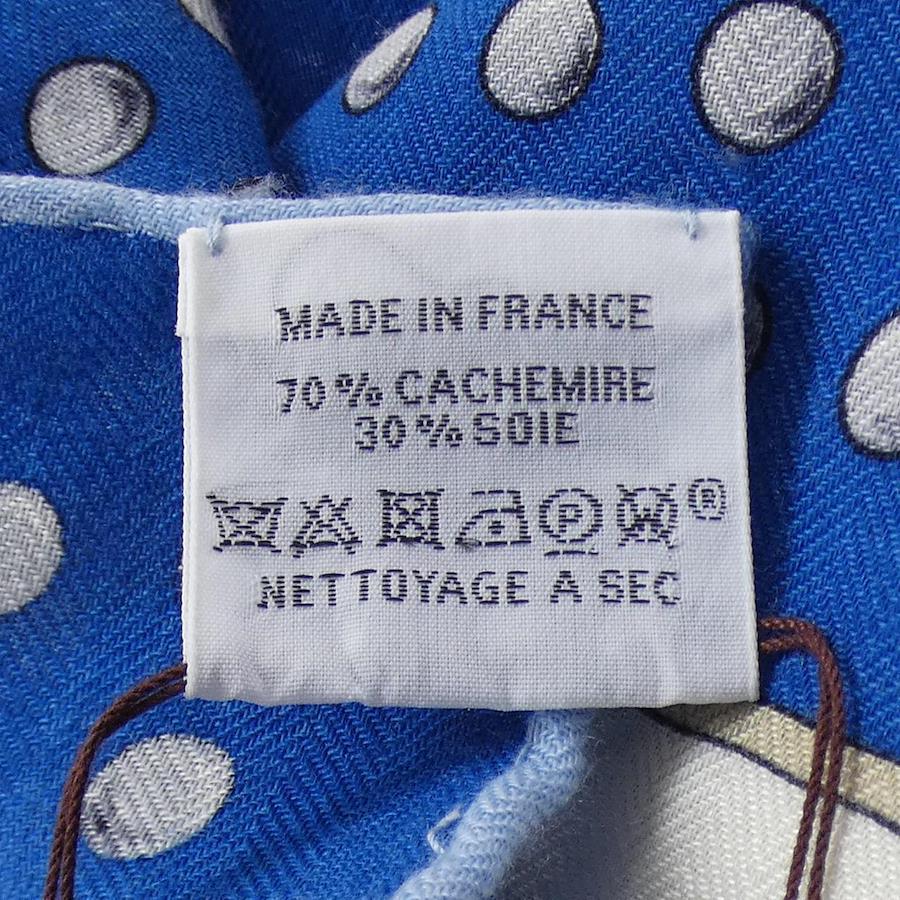 MADE IN FRANCE
70% CACHEMIRE
30% SOIE
P ®
NETTOYAGE A SEC